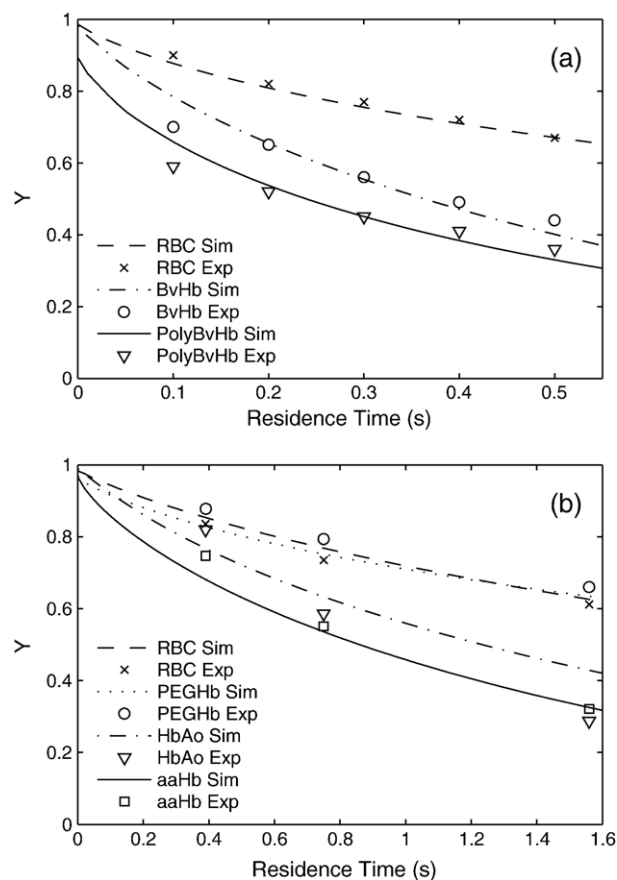 1
(a)
0.8
0.6
Y
0.4
RBC Sim
RBC Exp
BvHb Sim
0.2
BvHb Exp
PolyBvHb Sim
PolyBvHb Exp
0
0 0.1 0.2 0.3 0.4 0.5
Residence Time (s)
1
(b)
0.8
0.6
Y
RBC Sim
0.4
RBC Exp
PEGHb Sim
PEGHb Exp
0.2
HbAo Sim
HbAo Exp
aaHb Sim
aaHb Exp
0
0 0.2 0.4 0.6 0.8 1 1.2 1.4 1.6
Residence Time (s)